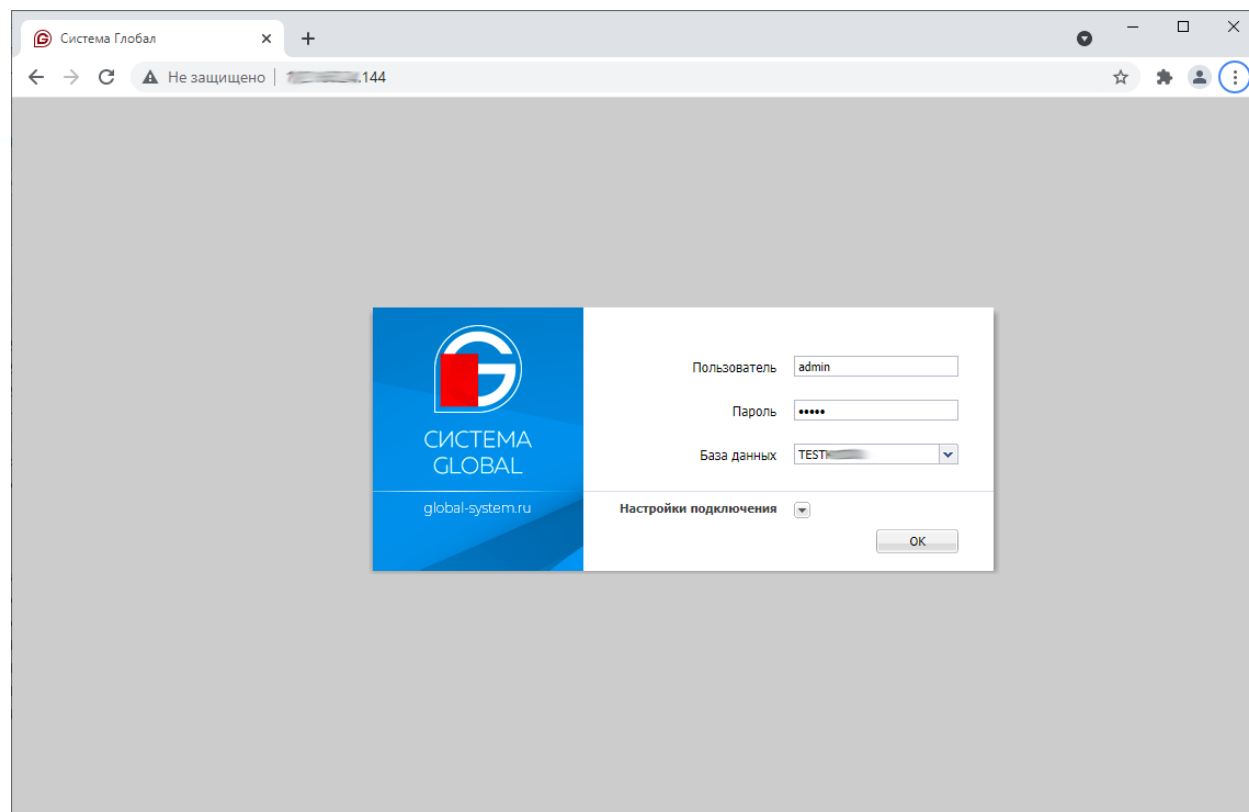 Система Глобал
Не защищено .144
Пользователь admin
Пароль •••••
СИСТЕМА
GLOBAL
База данных TEST
global-system.ru
Настройки подключения
OK